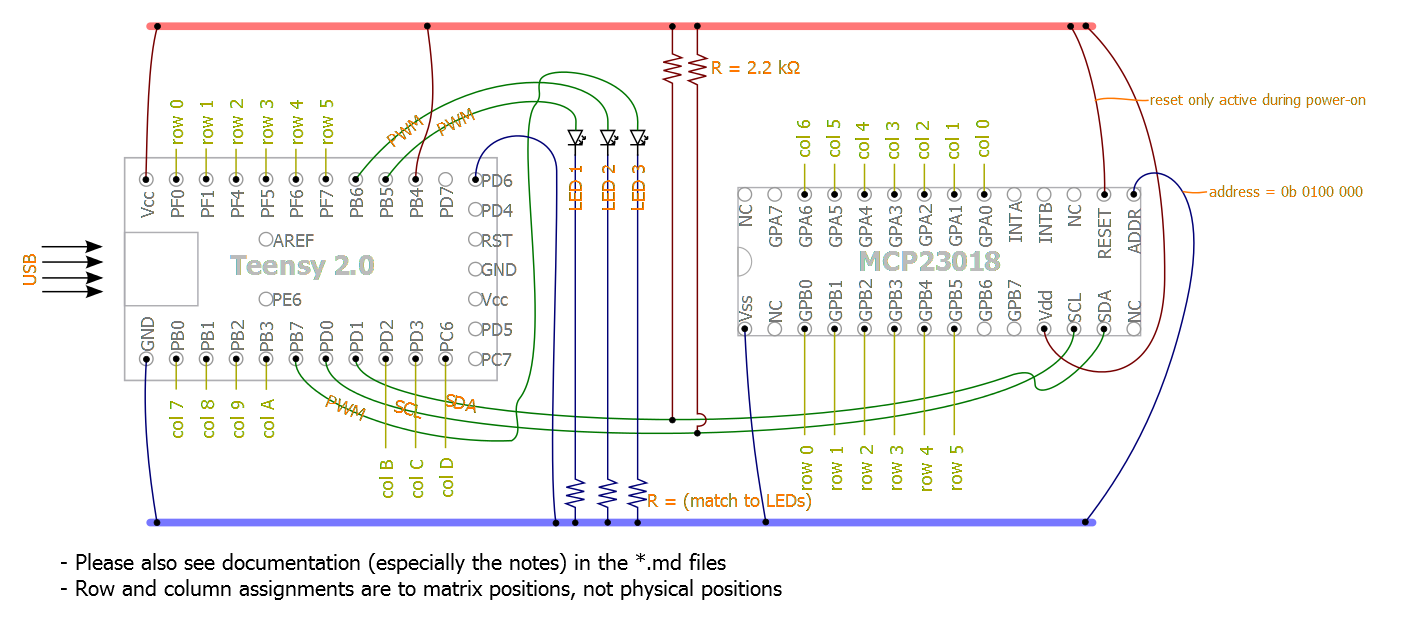 R = 2.2 kΩ
reset only active during power-on
row 0
row 1
row 2
row 3
row 4
row 5
PWM
PWM
col 6
col 5
col 4
col 3
col 2
col 1
col 0
LED 1
LED 2
LED 3
address = 0b 0100 000
Vcc
PF0
PF1
PF4
PF5
PF6
PF7
PB6
PB5
PB4
PD7
PD6
PD4
RST
GND
Vcc
PD5
PC7
AREF
Teensy 2.0
PE6
USB
GND
PB0
PB1
PB2
PB3
PB7
PD0
PD1
PD2
PD3
PC6
NC
GPA7
GPA6
GPA5
GPA4
GPA3
GPA2
GPA1
GPA0
INTA
INTB
NC
RESET
ADDR
MCP23018
Vss
NC
GPB0
GPB1
GPB2
GPB3
GPB4
GPB5
GPB6
GPB7
Vdd
SCL
SDA
NC
col 7
col 8
col 9
col A
PWM
SCL
SDA
col B
col C
col D
row 0
row 1
row 2
row 3
row 4
row 5
R = (match to LEDs)
- Please also see documentation (especially the notes) in the *.md files
- Row and column assignments are to matrix positions, not physical positions